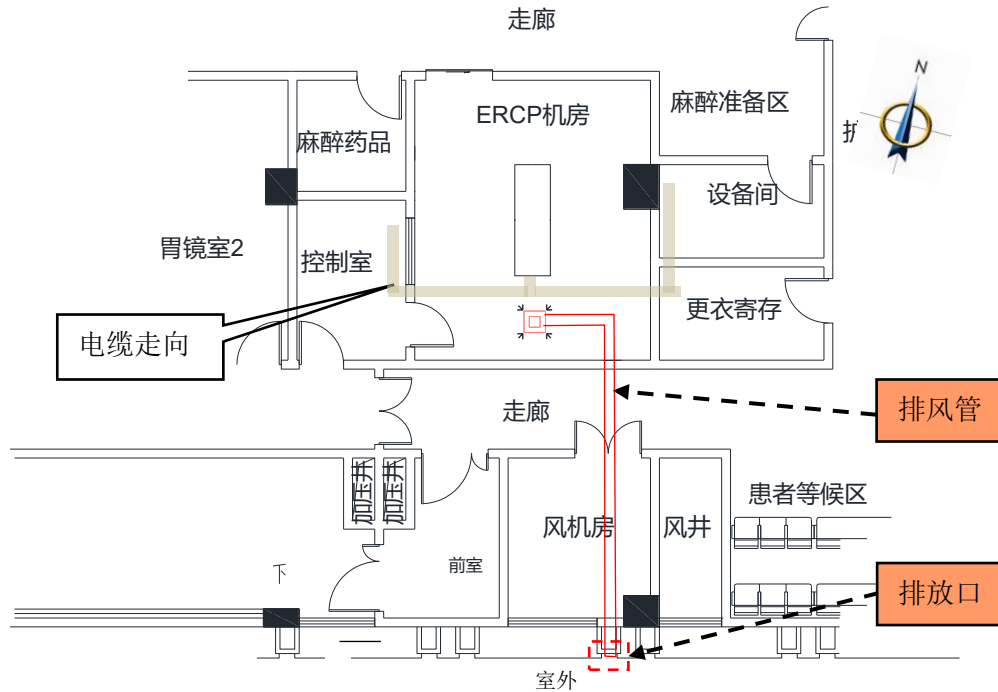 走廊
N
麻醉准备区
ERCP机房
麻醉药品
设备间
胃镜室2
控制室
更衣寄存
电缆走向
走廊
排风管
患者等候区
加压井
加压井
风机房
风井
前室
下
排放口
室外